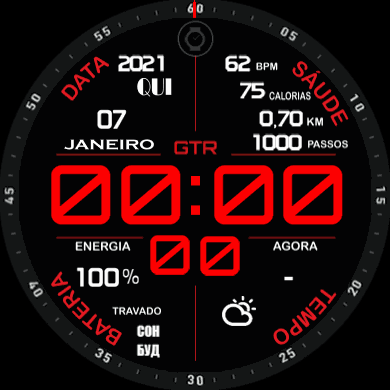 60
55
5
50
10
45
15
40
20
35
25
30
DATA
2021
QUI
07
JANEIRO
62 BPM
SÁUDE
75 CALORIAS
0,70 KM
1000 PASSOS
GTR
00:00
00
ENERGIA
100%
BATERIA
TRAVADO
СОН
БУД
AGORA
-
TEMPO